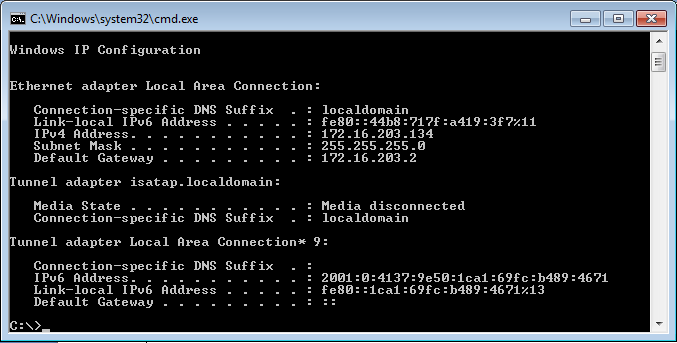 C:\Windows\system32\cmd.exe
Windows IP Configuration
Ethernet adapter Local Area Connection:
Connection-specific DNS Suffix  . : localdomain
Link-local IPv6 Address . . . . . : fe80::44b8:717f:a419:3f7%11
IPv4 Address. . . . . . . . . . . : 172.16.203.134
Subnet Mask . . . . . . . . . . . : 255.255.255.0
Default Gateway . . . . . . . . . : 172.16.203.2
Tunnel adapter isatap.localdomain:
Media State . . . . . . . . . . . : Media disconnected
Connection-specific DNS Suffix  . : localdomain
Tunnel adapter Local Area Connection* 9:
Connection-specific DNS Suffix  . :
IPv6 Address. . . . . . . . . . . : 2001:0:4137:9e50:1ca1:69fc:b489:4671
Link-local IPv6 Address . . . . . : fe80::1ca1:69fc:b489:4671%13
Default Gateway . . . . . . . . . : ::
C:\>_